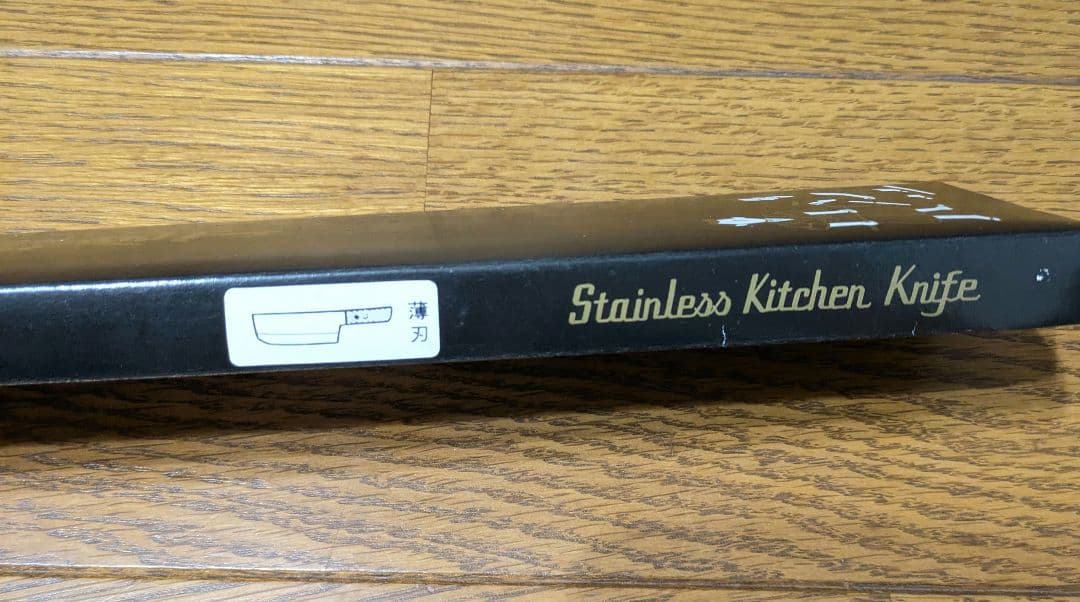 薄刃
Stainless Kitchen Knife